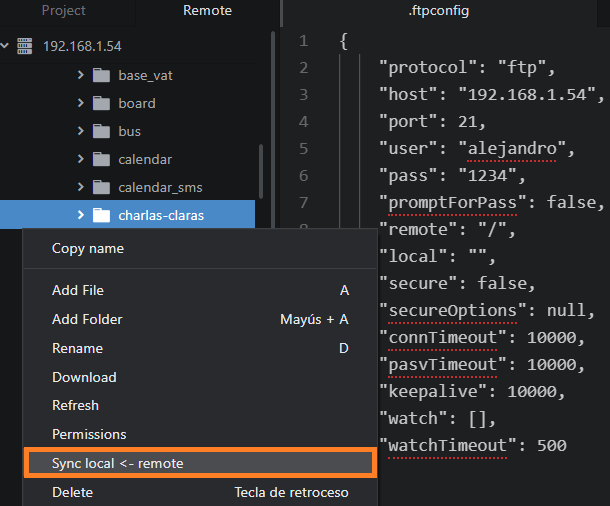 Project
Remote
.ftpconfig
192.168.1.54
base_vat
board
bus
calendar
calendar_sms
charlas-claras
Copy name
Add File A
Add Folder Mayús + A
Rename D
Download
Refresh
Permissions
Sync local <- remote
Delete Tecla de retroceso
1 {
2 "protocol": "ftp",
3 "host": "192.168.1.54",
4 "port": 21,
5 "user": "alejandro",
6 "pass": "1234",
7 "promptForPass": false,
"remote": "/",
"local": "",
"secure": false,
"secureOptions": null,
"connTimeout": 10000,
"pasvTimeout": 10000,
"keepalive": 10000,
"watch": [],
"watchTimeout": 500